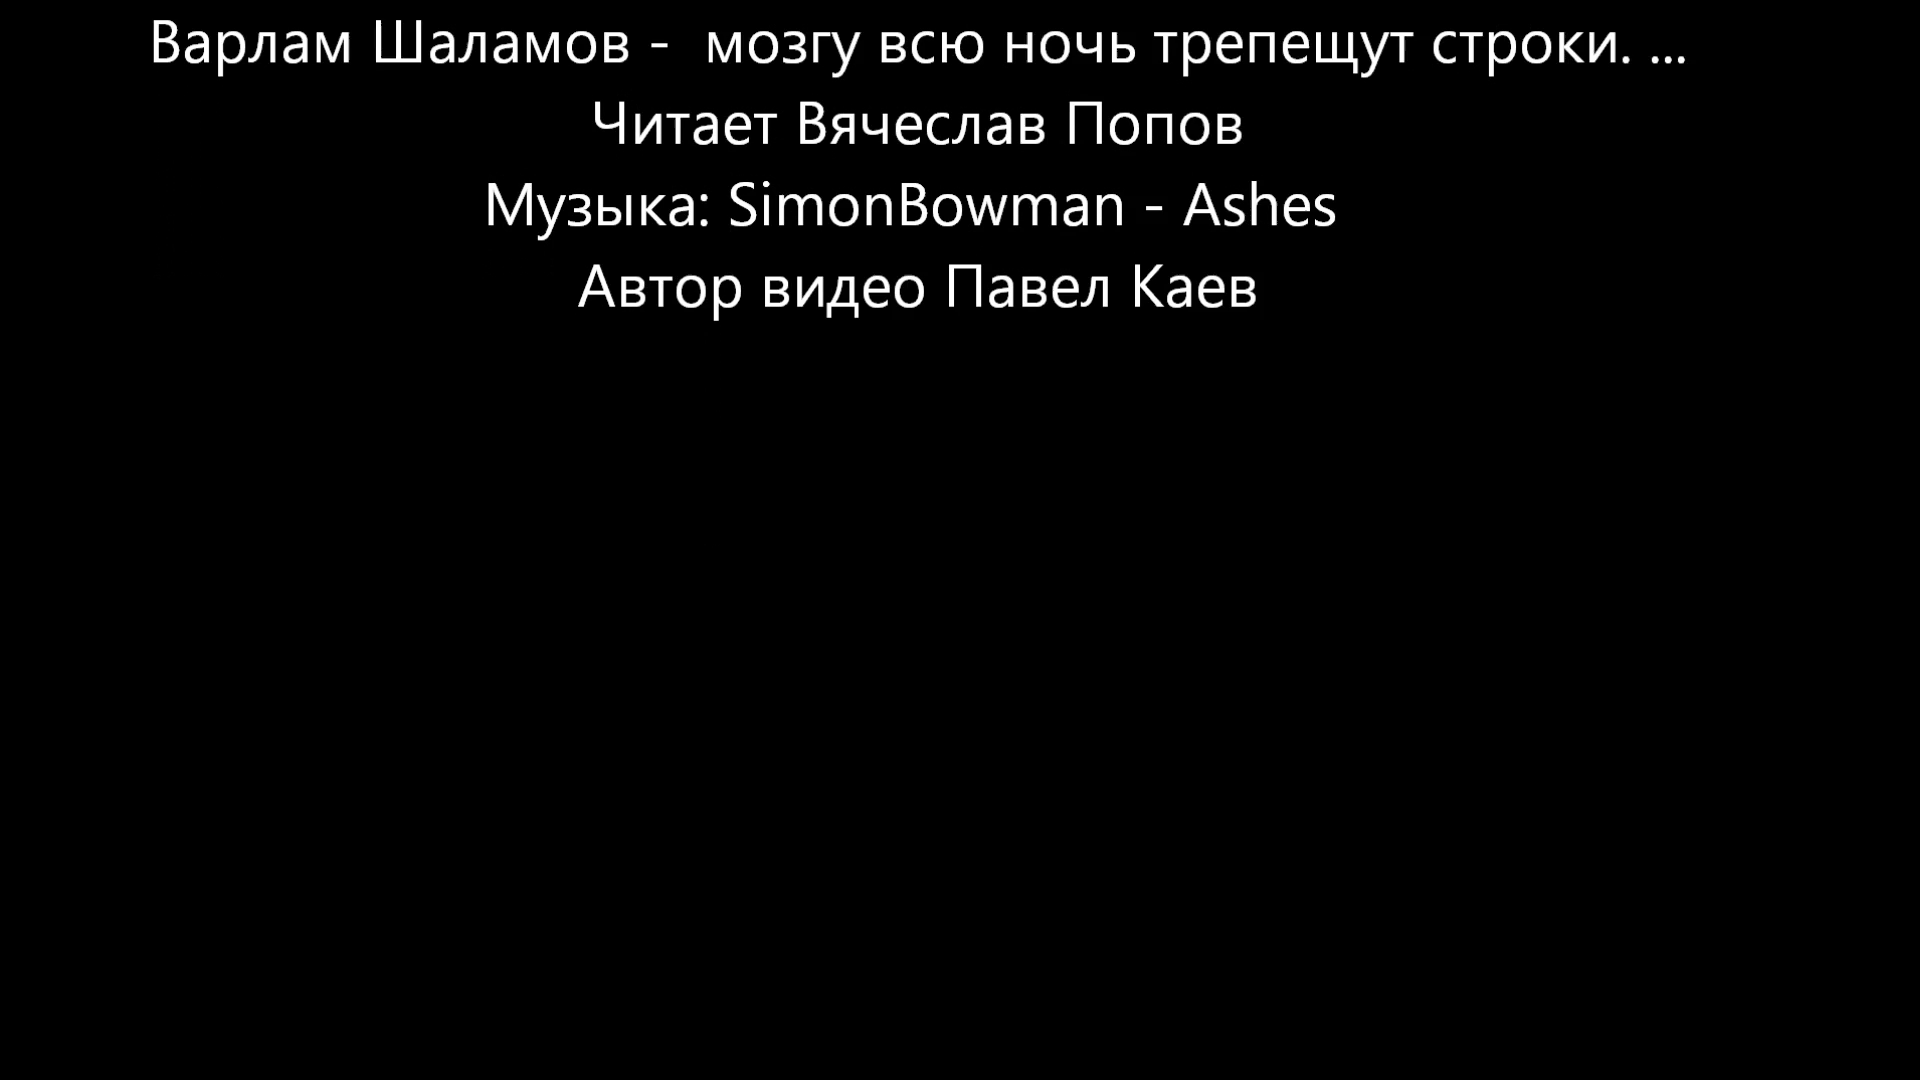 Варлам Шаламов -  мозгу всю ночь трепещут строки. ...
Читает Вячеслав Попов
Музыка: SimonBowman - Ashes
Автор видео Павел Каев